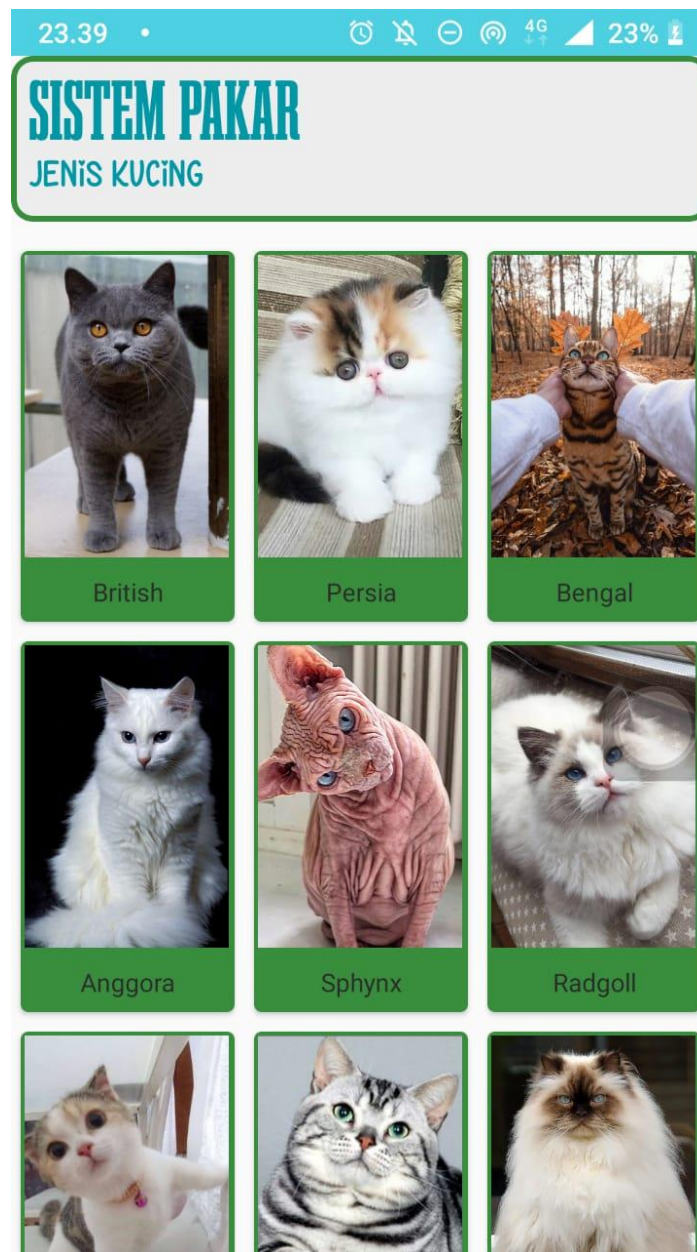 23.39
4G
23%
SISTEM PAKAR
JENIS KUCING
British
Persia
Bengal
Anggora
Sphynx
Radgoll